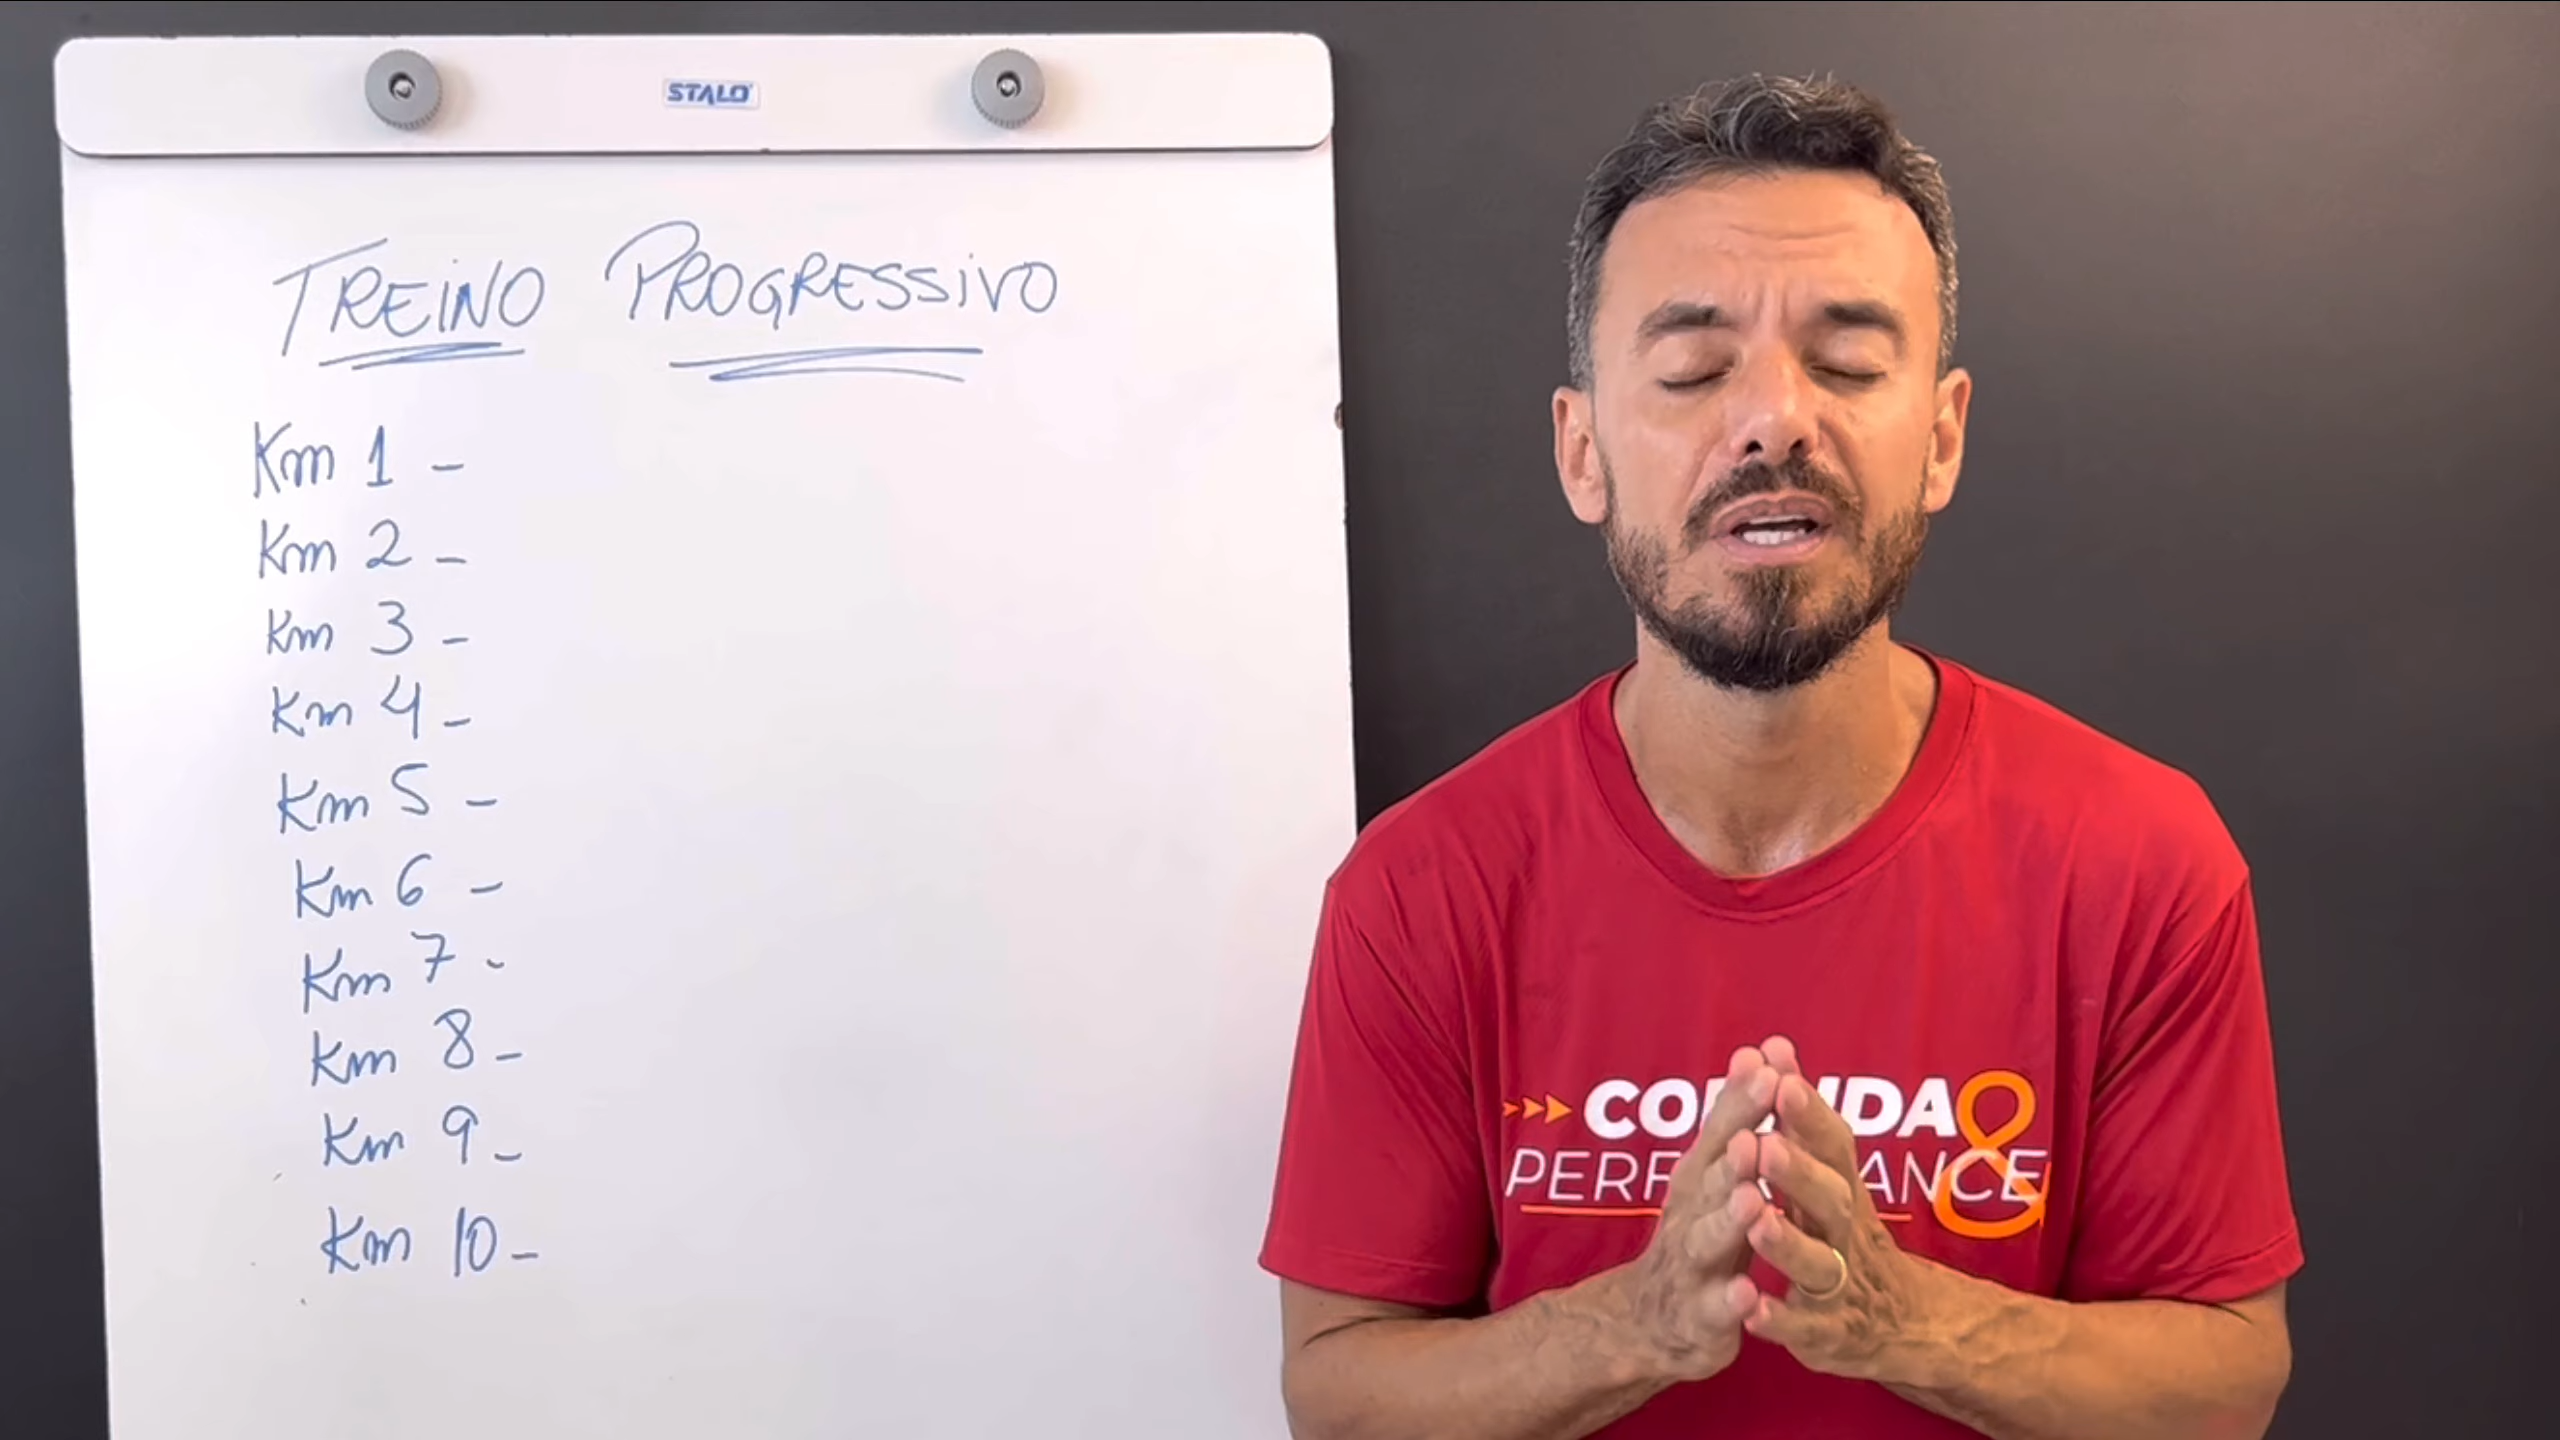 STALO
TREINO PROGRESSIVO
Km 1 -
Km 2 -
Km 3 -
Km 4 -
Km 5 -
Km 6 -
Km 7 -
Km 8 -
Km 9 -
Km 10 -
&